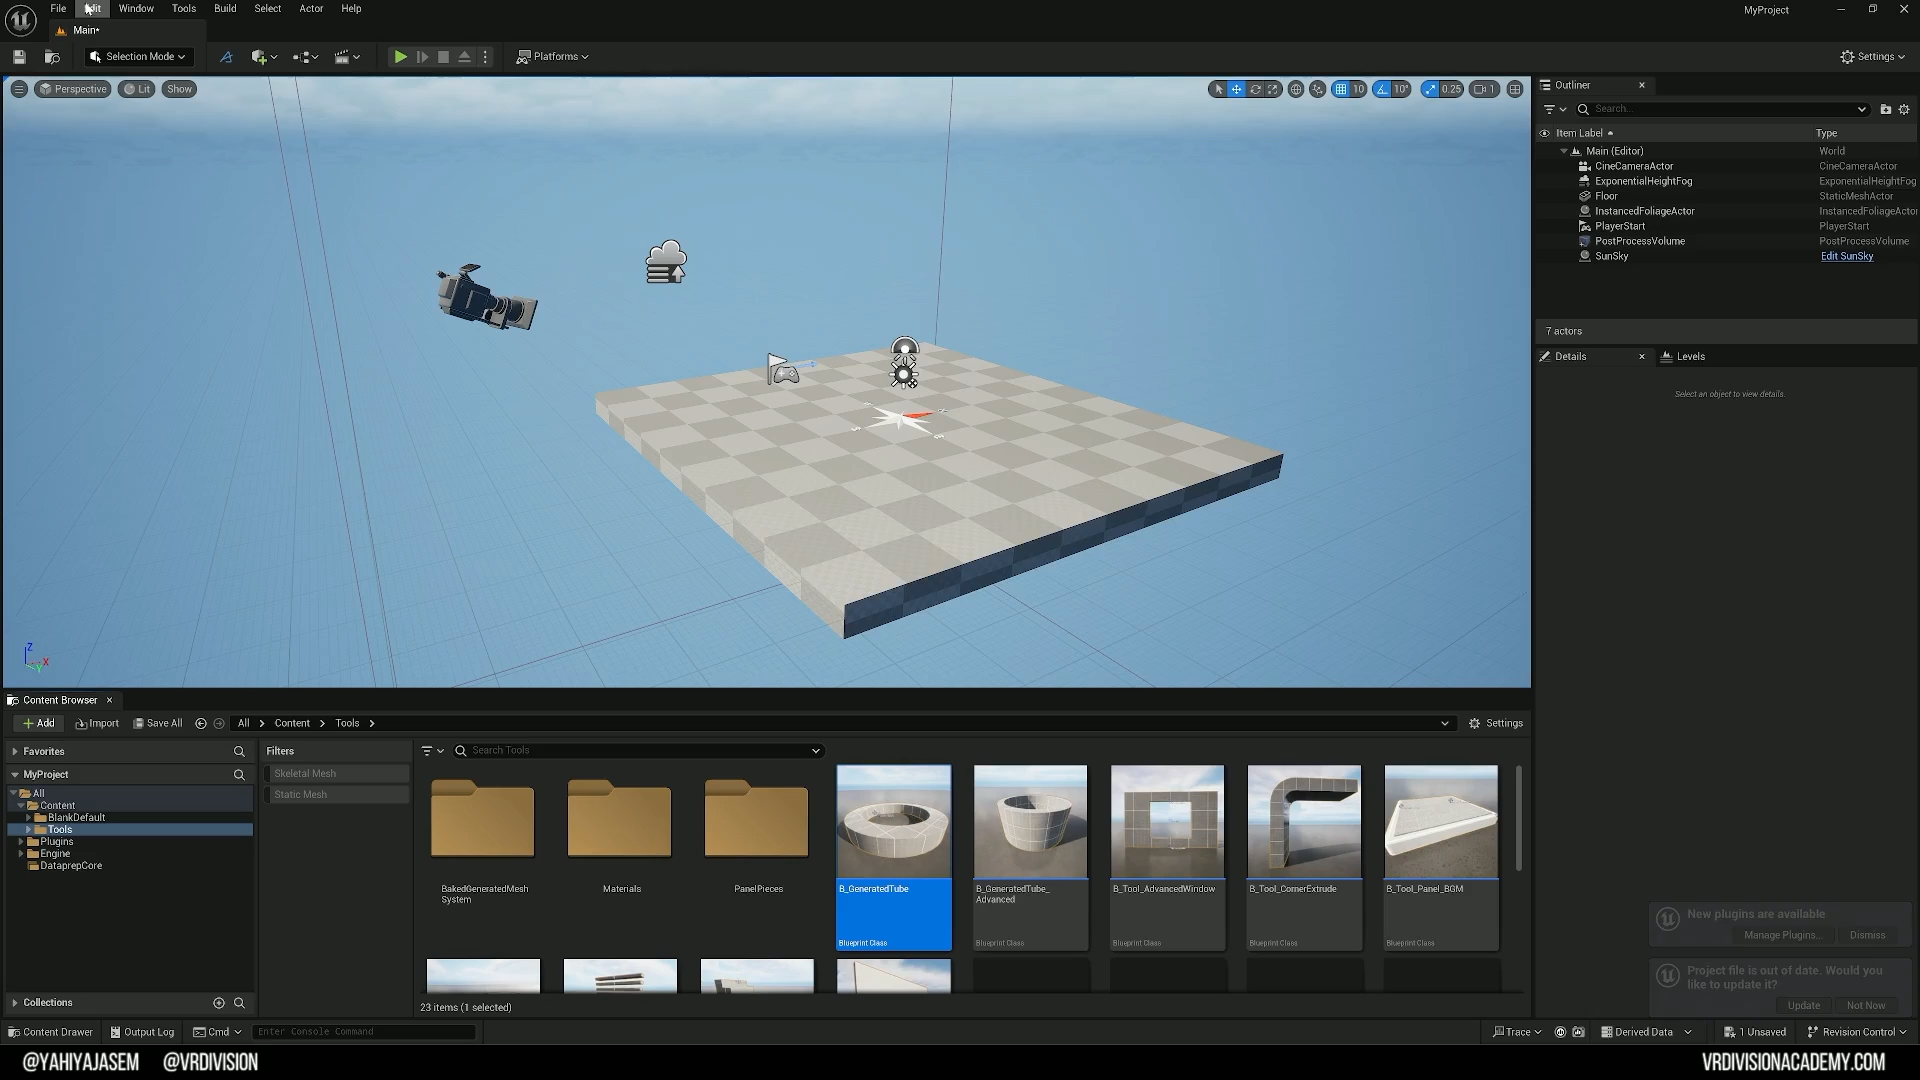 File Edit Window Tools Build Select Actor Help
MyProject
Main*
Selection Mode
Platforms
Settings
Perspective Lit Show
10 10° 0.25 1
Outliner
Search...
Item Label Type
Main (Editor) World
CineCameraActor CineCameraActor
ExponentialHeightFog ExponentialHeightFog
Floor StaticMeshActor
InstancedFoliageActor InstancedFoliageActor
PlayerStart PlayerStart
PostProcessVolume PostProcessVolume
SunSky Edit SunSky
7 actors
Details Levels
Select an object to view details.
Z
X
Y
Content Browser
Add Import Save All All Content Tools Settings
Favorites
MyProject
All
Content
BlankDefault
Tools
Plugins
Engine
DataprepCore
Collections
Filters
Skeletal Mesh
Static Mesh
Search Tools
BakedGeneratedMesh
System
Materials
PanelPieces
B_GeneratedTube
Blueprint Class
B_GeneratedTube_
Advanced
Blueprint Class
B_Tool_AdvancedWindow
Blueprint Class
B_Tool_CornerExtrude
Blueprint Class
B_Tool_Panel_BGM
Blueprint Class
23 items (1 selected)
New plugins are available
Manage Plugins... Dismiss
Project file is out of date. Would you
like to update it?
Update Not Now
Content Drawer Output Log Cmd Enter Console Command
Trace Derived Data 1 Unsaved Revision Control
@YAHIYAJASEM @VRDIVISION
VRDIVISIONACADEMY.COM